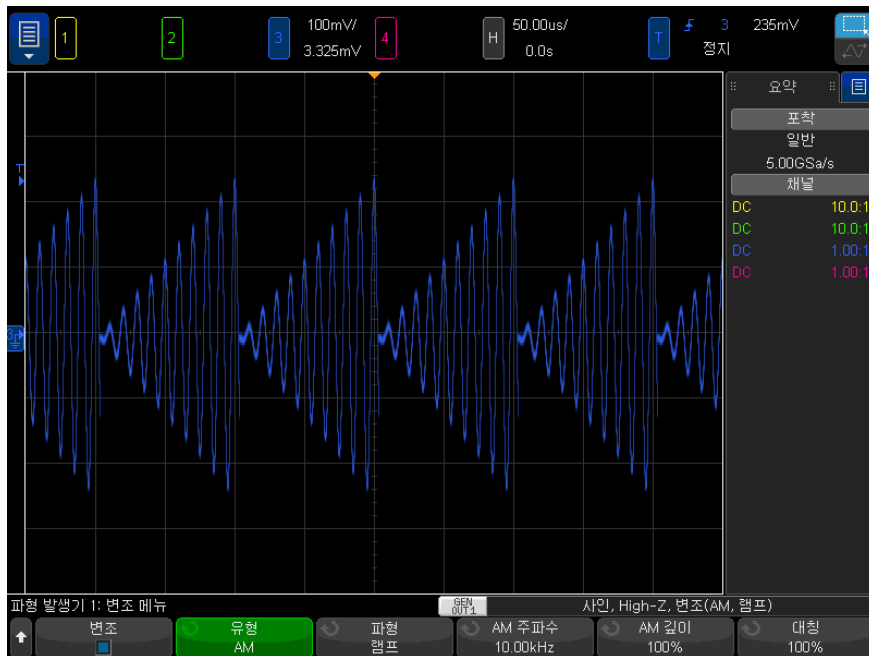 1
2
3
100mV/
3.325mV
4
H
50.00us/
0.0s
T
3
235mV
정지
T
3
요약
포착
일반
5.00GSa/s
채널
DC 10.0:1
DC 10.0:1
DC 1.00:1
DC 1.00:1
파형 발생기 1: 변조 메뉴
GEN OUT1
사인, High-Z, 변조(AM, 램프)
변조
유형
AM
파형
램프
AM 주파수
10.00kHz
AM 깊이
100%
대칭
100%